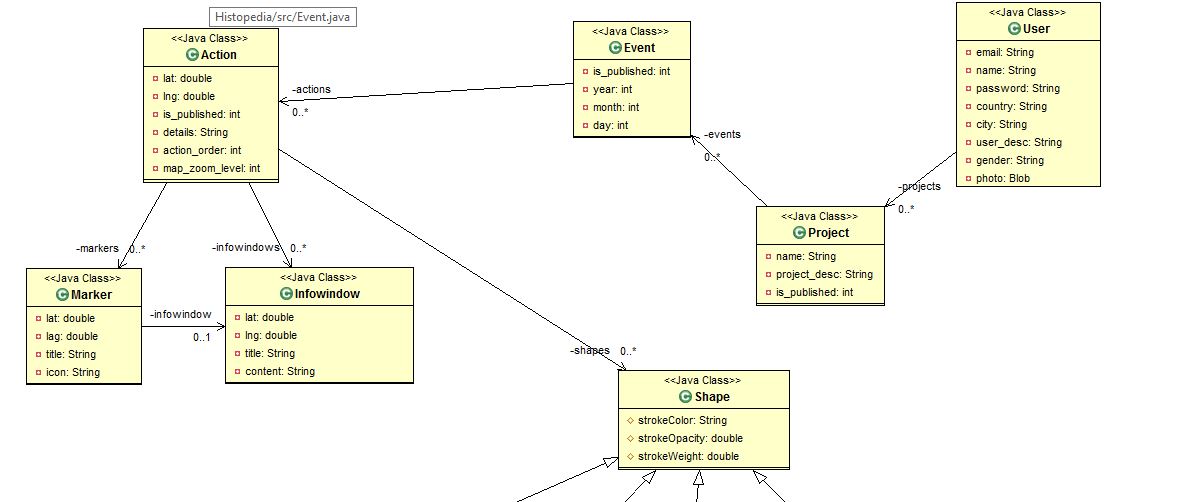 Histopedia/src/Event.java
<<Java Class>>
Action
lat: double
lng: double
is_published: int
details: String
action_order: int
map_zoom_level: int
-actions
0..*
<<Java Class>>
Event
is_published: int
year: int
month: int
day: int
-events
0..*
<<Java Class>>
User
email: String
name: String
password: String
country: String
city: String
user_desc: String
gender: String
photo: Blob
-projects
0..*
<<Java Class>>
Project
name: String
project_desc: String
is_published: int
-markers
0..*
-infowindows
0..*
<<Java Class>>
Marker
lat: double
lag: double
title: String
icon: String
-infowindow
0..1
<<Java Class>>
Infowindow
lat: double
lng: double
title: String
content: String
-shapes
0..*
<<Java Class>>
Shape
strokeColor: String
strokeOpacity: double
strokeWeight: double